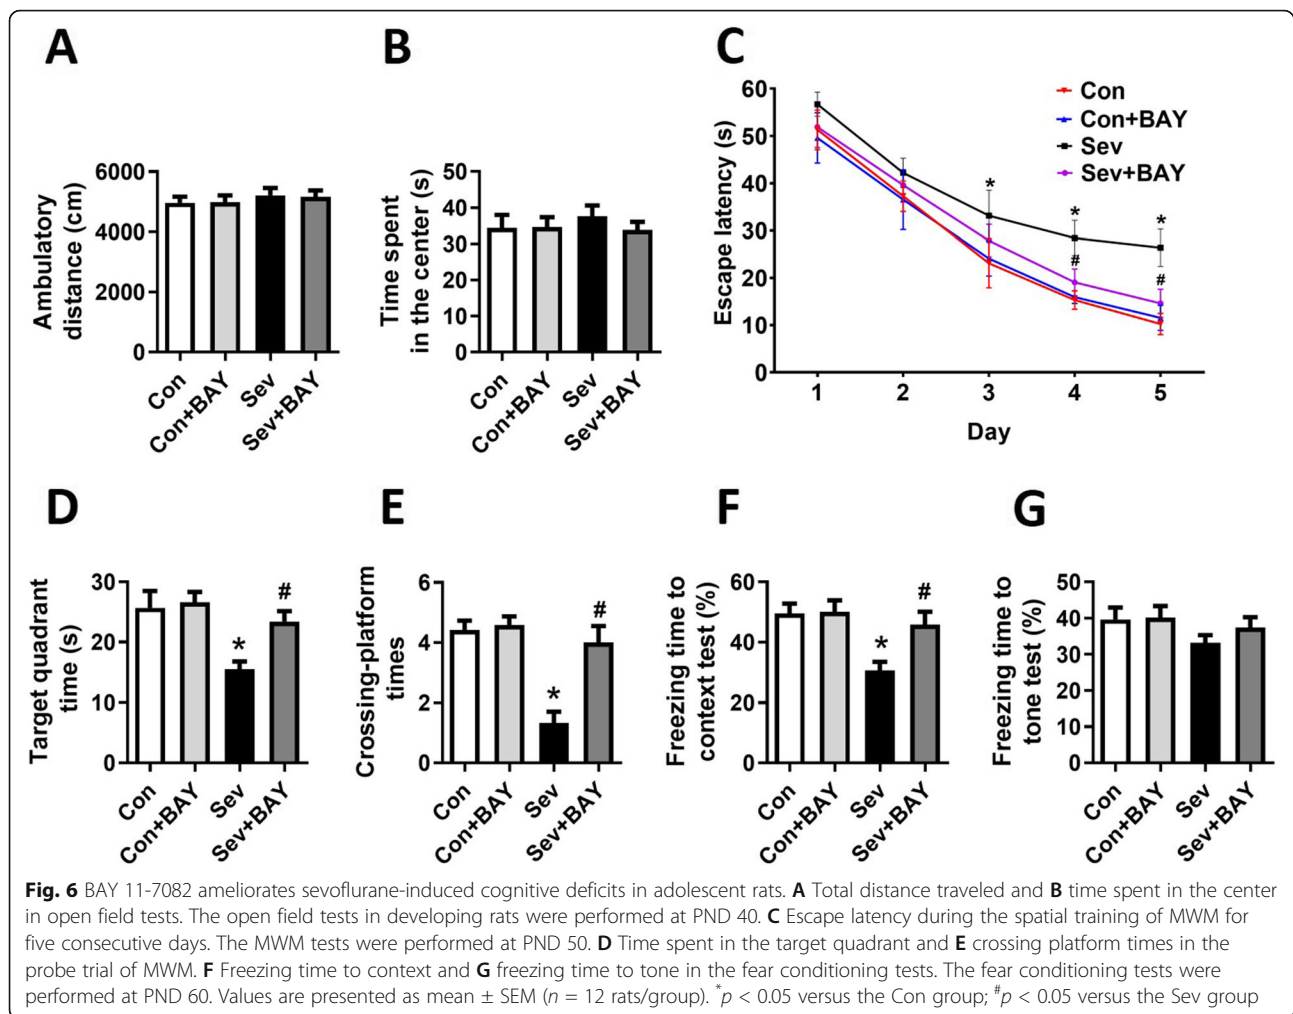 A
B
C
Ambulatory
distance (cm)
6000
4000
2000
0
Con
Con+BAY
Sev
Sev+BAY
Time spent
in the center (s)
50
40
30
20
10
0
Con
Con+BAY
Sev
Sev+BAY
Escape latency (s)
60
50
40
30
20
10
0
Con
Con+BAY
Sev
Sev+BAY
*
*
*
#
#
1 2 3 4 5
Day
D
E
F
G
Target quadrant
time (s)
30
20
10
0
*
#
Con
Con+BAY
Sev
Sev+BAY
Crossing-platform
times
6
4
2
0
*
#
Con
Con+BAY
Sev
Sev+BAY
Freezing time to
context test (%)
60
40
20
0
*
#
Con
Con+BAY
Sev
Sev+BAY
Freezing time to
tone test (%)
50
40
30
20
10
0
Con
Con+BAY
Sev
Sev+BAY
Fig. 6 BAY 11-7082 ameliorates sevoflurane-induced cognitive deficits in adolescent rats. A Total distance traveled and B time spent in the center
in open field tests. The open field tests in developing rats were performed at PND 40. C Escape latency during the spatial training of MWM for
five consecutive days. The MWM tests were performed at PND 50. D Time spent in the target quadrant and E crossing platform times in the
probe trial of MWM. F Freezing time to context and G freezing time to tone in the fear conditioning tests. The fear conditioning tests were
performed at PND 60. Values are presented as mean ± SEM (n = 12 rats/group). *p < 0.05 versus the Con group; #p < 0.05 versus the Sev group